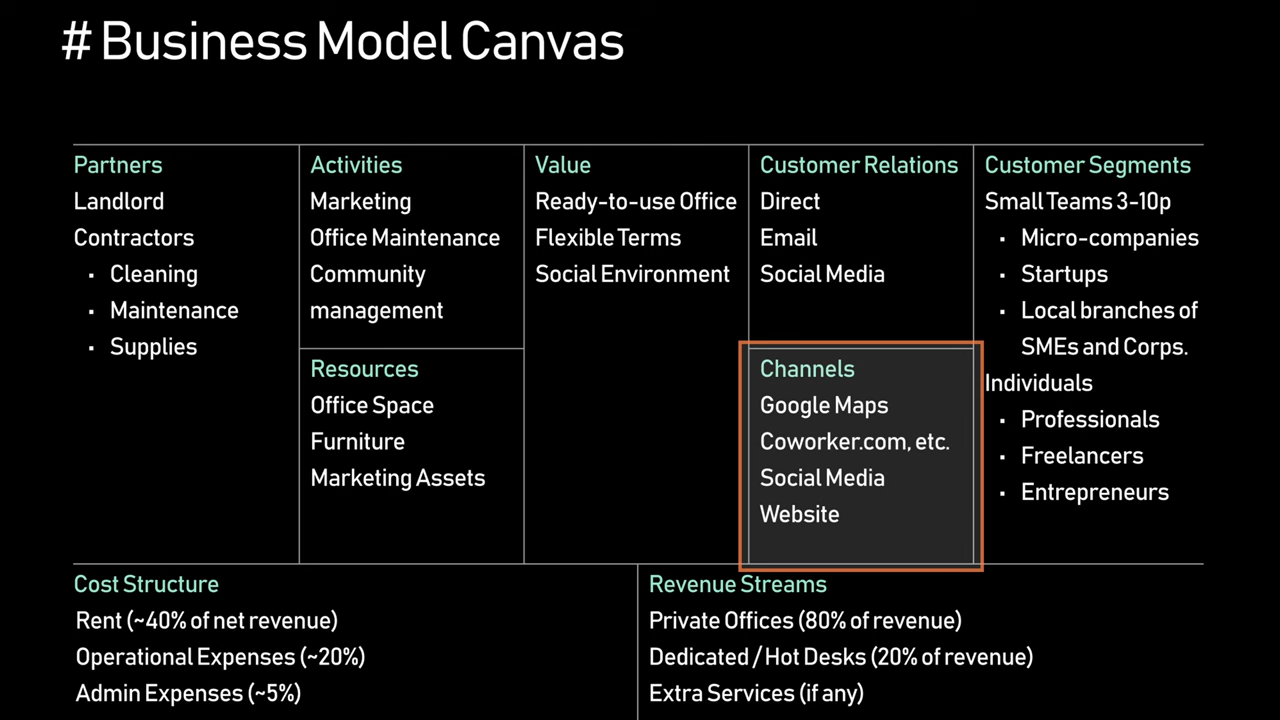 # Business Model Canvas
Partners
Landlord
Contractors
▪ Cleaning
▪ Maintenance
▪ Supplies
Activities
Marketing
Office Maintenance
Community
management
Resources
Office Space
Furniture
Marketing Assets
Value
Ready-to-use Office
Flexible Terms
Social Environment
Customer Relations
Direct
Email
Social Media
Channels
Google Maps
Coworker.com, etc.
Social Media
Website
Customer Segments
Small Teams 3-10p
▪ Micro-companies
▪ Startups
▪ Local branches of
SMEs and Corps.
Individuals
▪ Professionals
▪ Freelancers
▪ Entrepreneurs
Cost Structure
Rent (~40% of net revenue)
Operational Expenses (~20%)
Admin Expenses (~5%)
Revenue Streams
Private Offices (80% of revenue)
Dedicated / Hot Desks (20% of revenue)
Extra Services (if any)